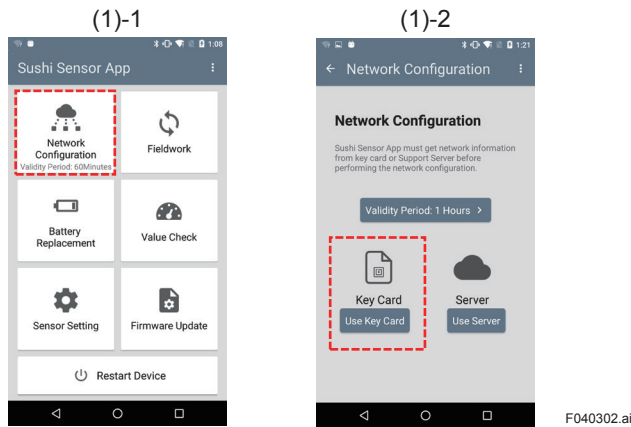 (1)-1
1:08
Sushi Sensor App
Network
Configuration
Validity Period: 60Minutes
Fieldwork
Battery
Replacement
Value Check
Sensor Setting
Firmware Update
Restart Device
(1)-2
1:21
Network Configuration
Network Configuration
Sushi Sensor App must get network information
from key card or Support Server before
performing the network configuration.
Validity Period: 1 Hours >
Key Card
Use Key Card
Server
Use Server
F040302.ai